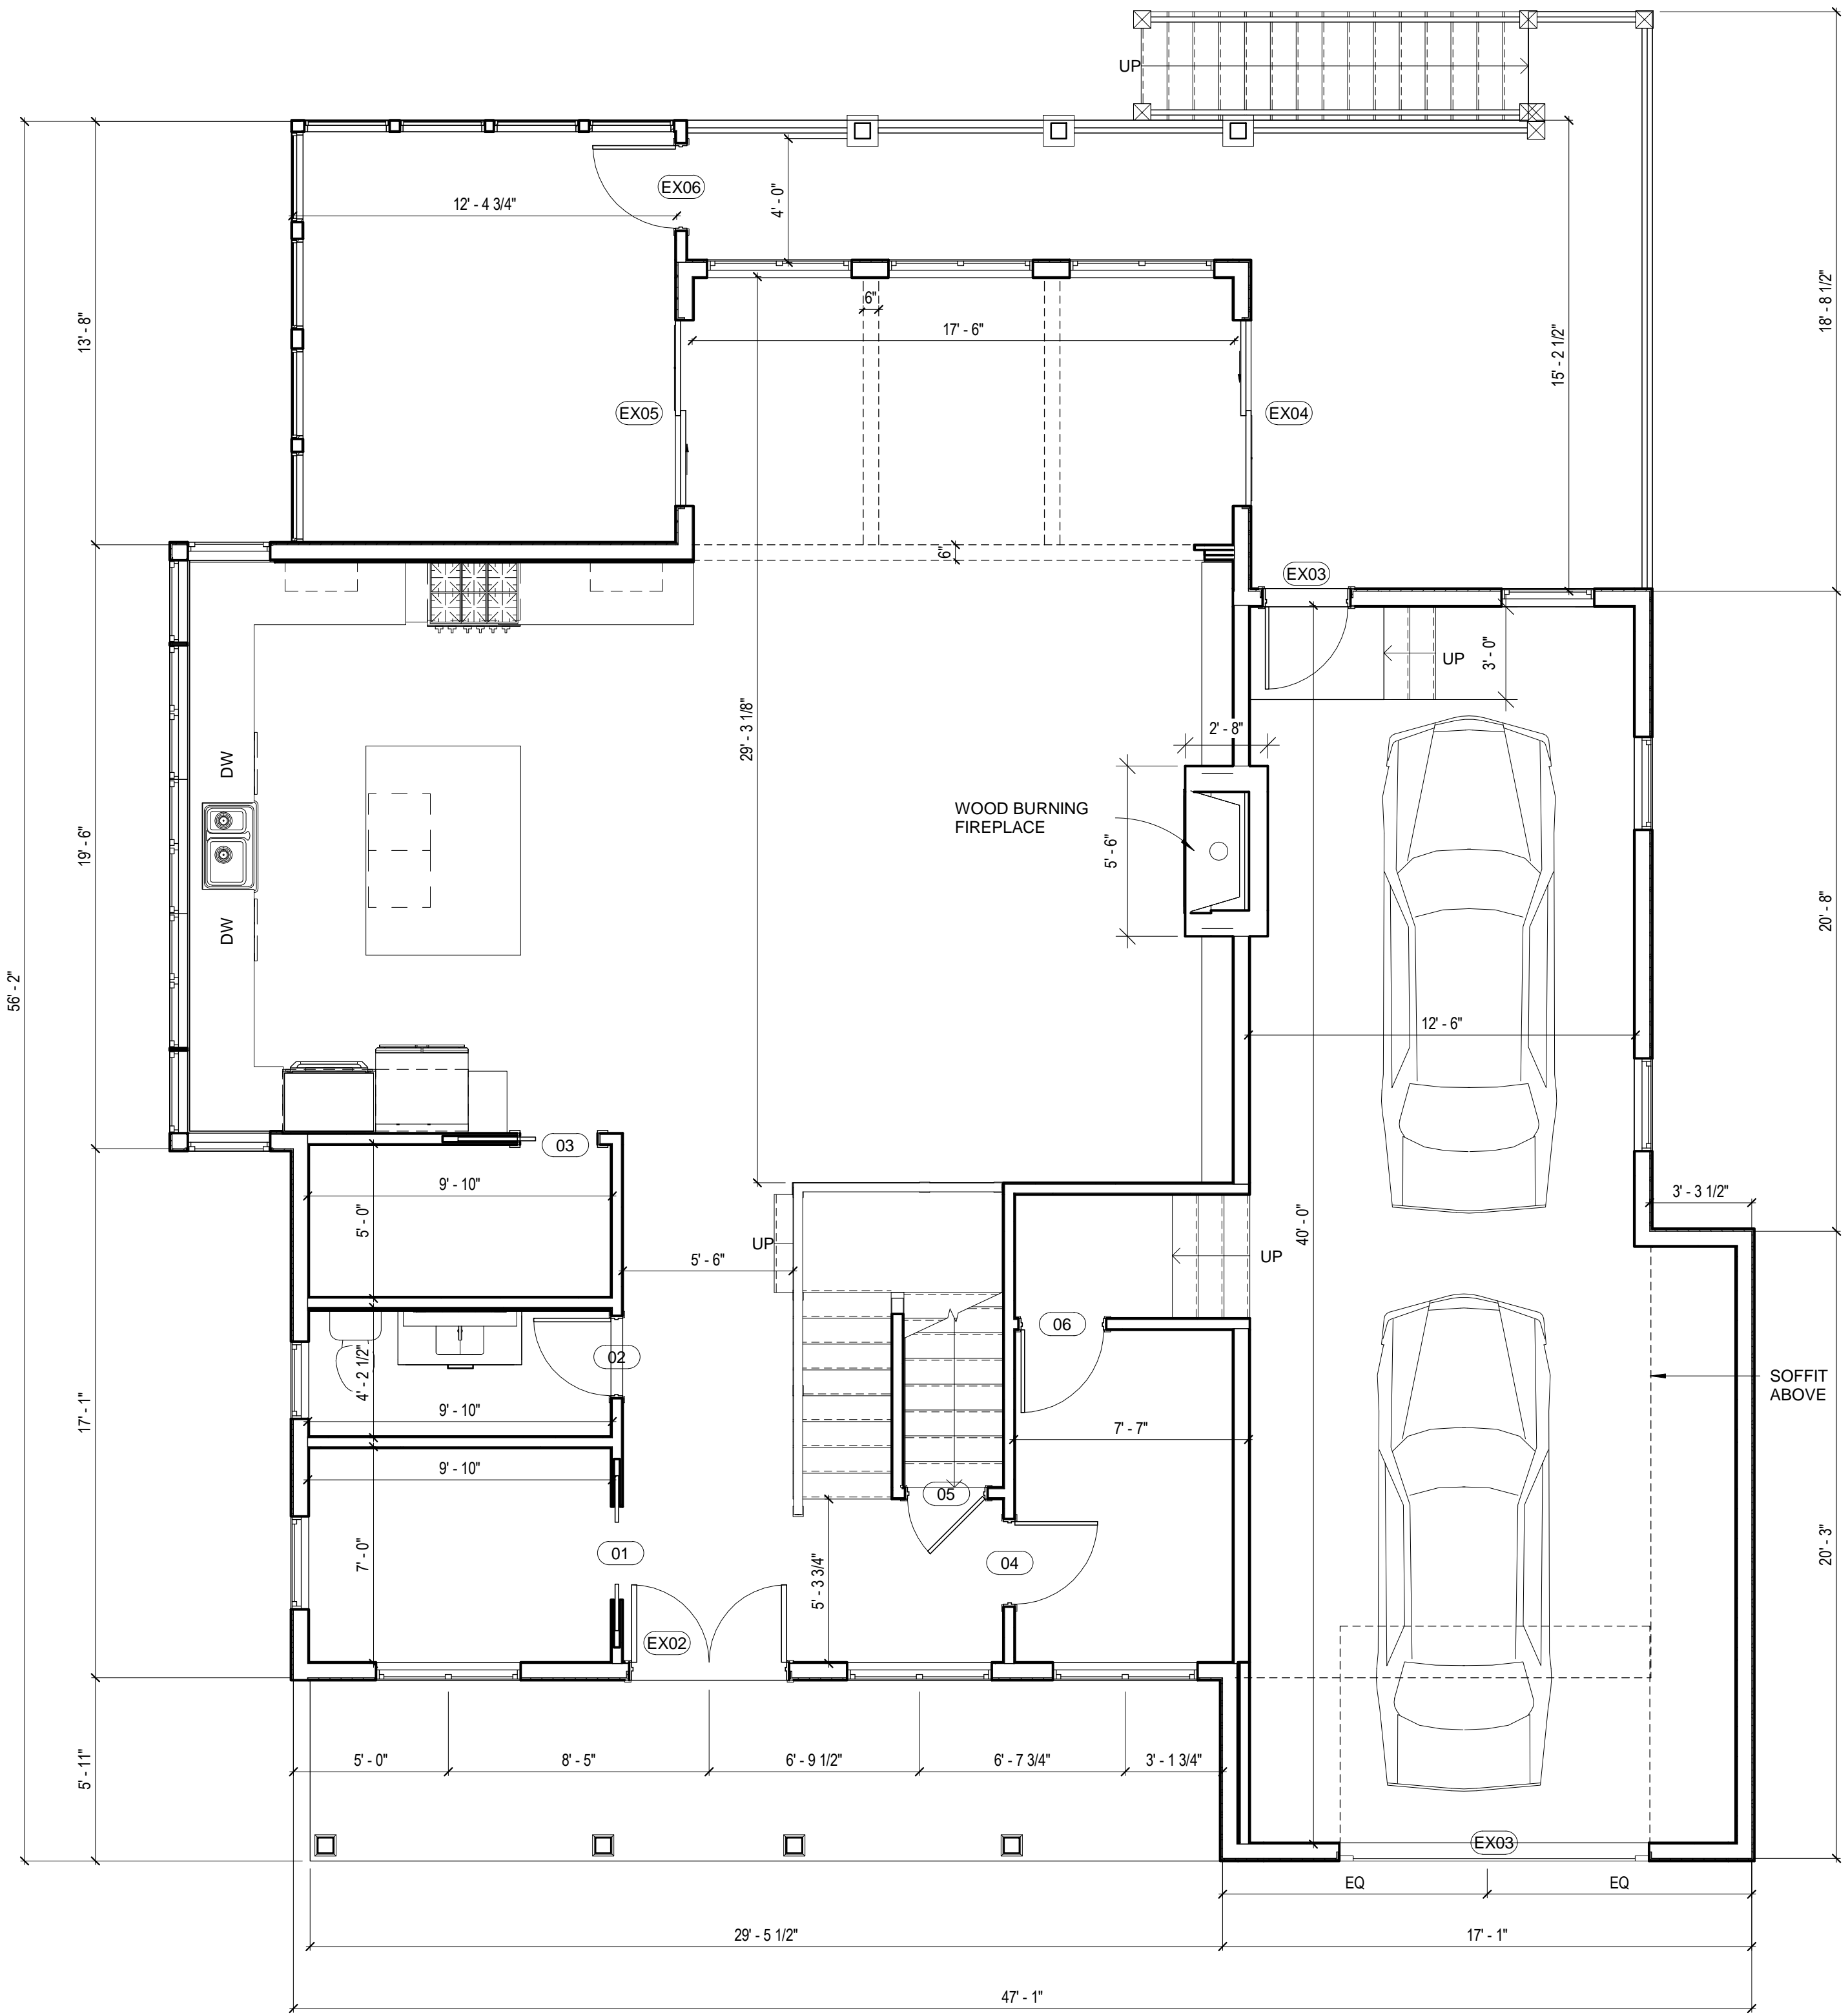 UP
EX06
12' - 4 3/4"
4' - 0"
13' - 8"
18' - 8 1/2"
6"
17' - 6"
15' - 2 1/2"
EX05
EX04
6"
EX03
UP
3' - 0"
29' - 3 1/8"
2' - 8"
DW
WOOD BURNING
FIREPLACE
5' - 6"
19' - 6"
20' - 8"
DW
56' - 2"
12' - 6"
03
9' - 10"
3' - 3 1/2"
5' - 0"
40' - 0"
UP
5' - 6"
UP
06
02
4' - 2 1/2"
SOFFIT
ABOVE
17' - 1"
9' - 10"
7' - 7"
9' - 10"
05
01
7' - 0"
04
5' - 3 3/4"
20' - 3"
EX02
5' - 11"
5' - 0"
8' - 5"
6' - 9 1/2"
6' - 7 3/4"
3' - 1 3/4"
EX03
EQ
EQ
29' - 5 1/2"
17' - 1"
47' - 1"